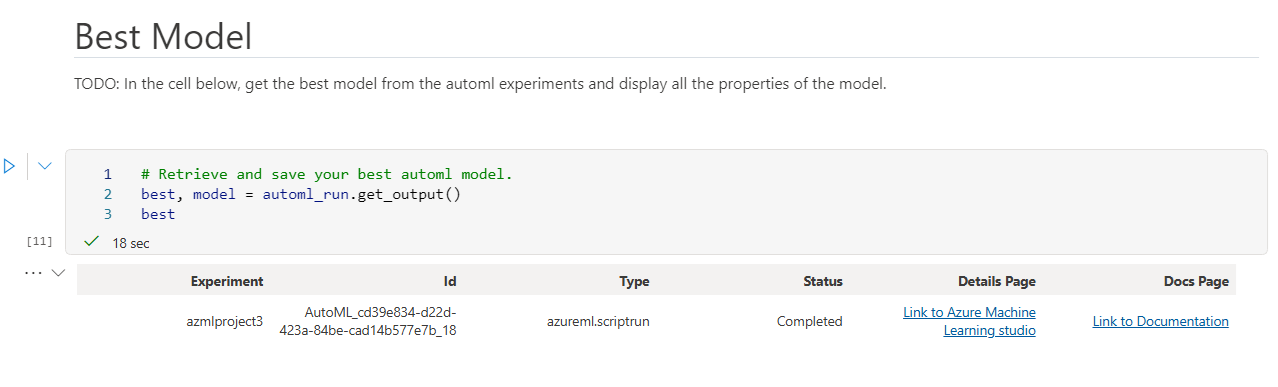 Best Model
TODO: In the cell below, get the best model from the automl experiments and display all the properties of the model.
1 # Retrieve and save your best automl model.
2 best, model = automl_run.get_output()
3 best
[11] 18 sec
Experiment Id Type Status Details Page Docs Page
azmlproject3 AutoML_cd39e834-d22d-423a-84be-cad14b577e7b_18 azureml.scriptrun Completed Link to Azure Machine Learning studio Link to Documentation